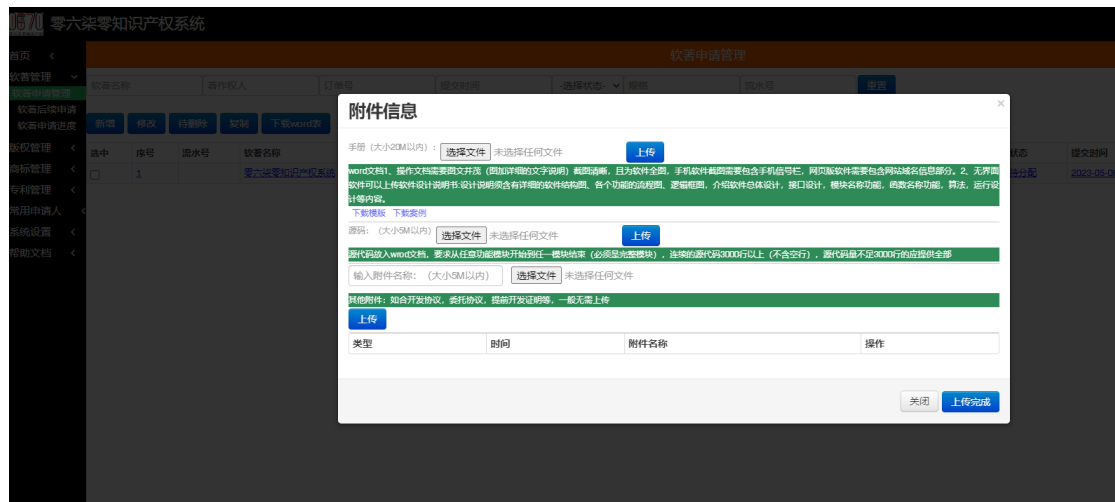 0570 零六柒零知识产权系统
首页
软著申请管理
软著管理
软著申请管理
软著名称 著作权人 订单号 提交时间 -选择状态- 规格 流水号 重置
软著后续申请
软著申请进度
新增 修改 待删除 复制 下载word表
版权管理
选中 序号 流水号 软著名称 状态 提交时间
商标管理
1 零六柒零知识产权系统 待分配 2023-05-0
专利管理
常用申请人
系统设置
帮助文档
附件信息 ×
手册(大小20M以内): 选择文件 未选择任何文件 上传
word文档1、操作文档需要图文并茂(图加详细的文字说明)截图清晰,且为软件全图,手机软件截图需要包含手机信号栏,网页版软件需要包含网站域名信息部分。2、无界面
软件可以上传软件设计说明书:设计说明须含有详细的软件结构图、各个功能的流程图、逻辑框图,介绍软件总体设计,接口设计,模块名称功能,函数名称功能,算法,运行设
计等内容。
下载模版 下载案例
源码:(大小5M以内) 选择文件 未选择任何文件 上传
源代码放入wrod文档,要求从任意功能模块开始到任一模块结束(必须是完整模块),连续的源代码3000行以上(不含空行),源代码量不足3000行的应提供全部
输入附件名称:(大小5M以内) 选择文件 未选择任何文件
其他附件:如合开发协议,委托协议,提前开发证明等,一般无需上传
上传
类型 时间 附件名称 操作
关闭 上传完成